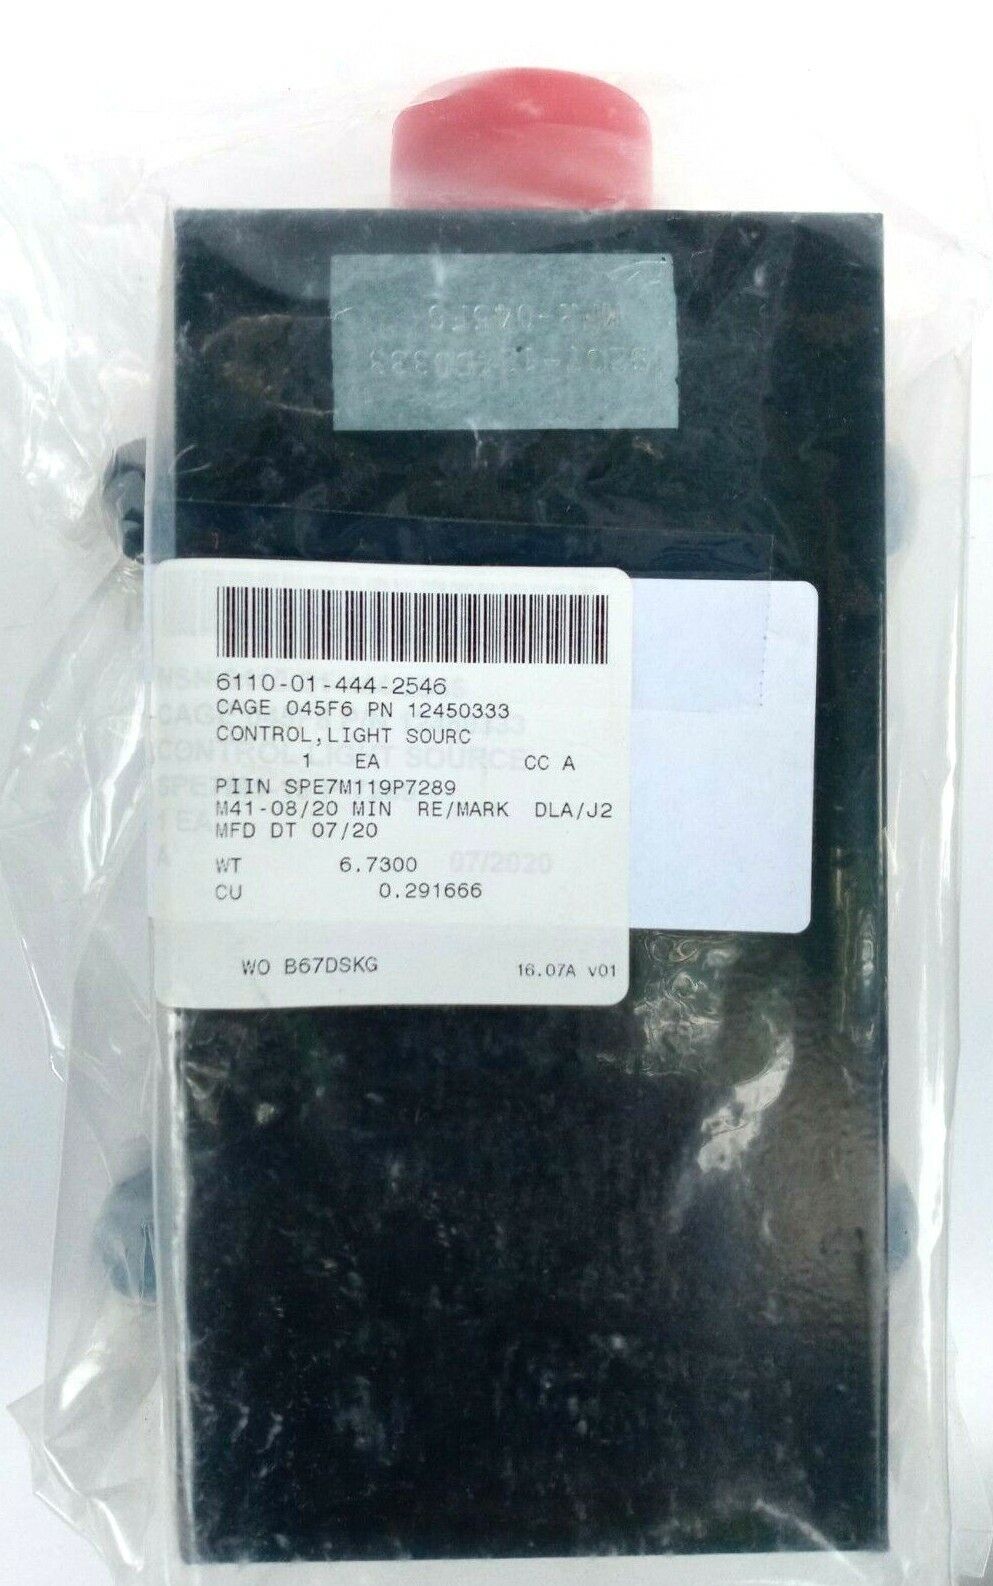 6110-01-444-2546
CAGE 045F6 PN 12450333
CONTROL,LIGHT SOURC
1 EA CC A
PIIN SPE7M119P7289
M41-08/20 MIN RE/MARK DLA/J2
MFD DT 07/20
WT 6.7300
CU 0.291666
WO B67DSKG 16.07A V01
07/2020